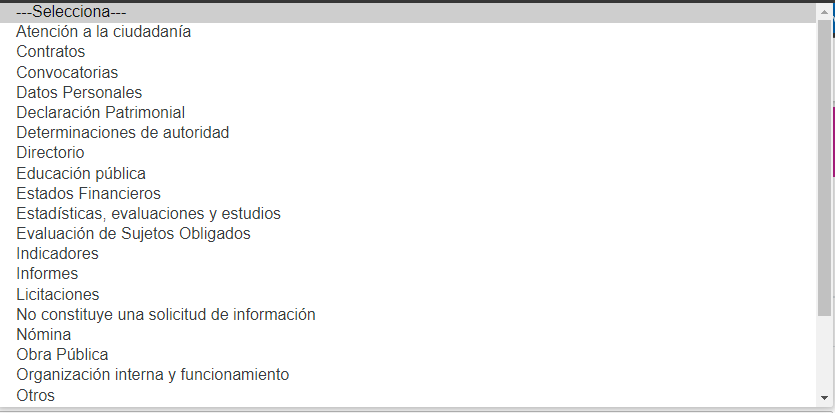 ---Selecciona---
Atención a la ciudadanía
Contratos
Convocatorias
Datos Personales
Declaración Patrimonial
Determinaciones de autoridad
Directorio
Educación pública
Estados Financieros
Estadísticas, evaluaciones y estudios
Evaluación de Sujetos Obligados
Indicadores
Informes
Licitaciones
No constituye una solicitud de información
Nómina
Obra Pública
Organización interna y funcionamiento
Otros